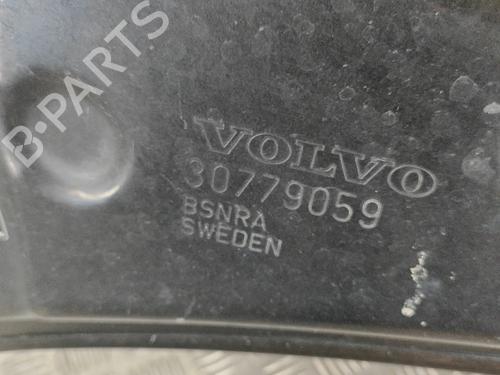 B-PARTS
VOLVO
30779059
BSNRA
SWEDEN